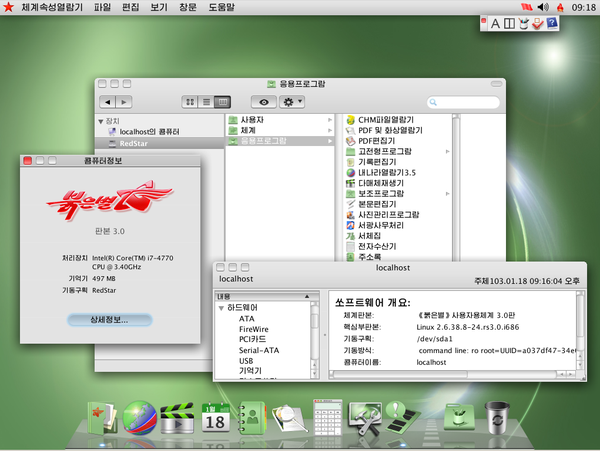 체계속성열람기 파일 편집 보기 창문 도움말 09:18
응용프로그람
장치
localhost의 콤퓨터
RedStar
사용자
체계
응용프로그람
CHM파일열람기
PDF 및 화상열람기
PDF편집기
고전형프로그람
기록편집기
내나라열람기3.5
다매체재생기
보조프로그람
본문편집기
사진관리프로그람
서광사무처리
서체집
전자수산기
주소록
콤퓨터정보
붉은별
판본 3.0
처리장치 Intel(R) Core(TM) i7-4770
CPU @ 3.40GHz
기억기 497 MB
기동구획 RedStar
상세정보...
localhost
localhost 주체103.01.18 09:16:04 오후
내용
하드웨어
ATA
FireWire
PCI카드
Serial-ATA
USB
기억기
쏘프트웨어 개요:
체계판본: 《붉은별》사용자용체계 3.0판
핵심부판본: Linux 2.6.38.8-24.rs3.0.i686
기동구획: /dev/sda1
기동방식: command line: ro root=UUID=a037df47-34e
콤퓨터이름: localhost
1월
18